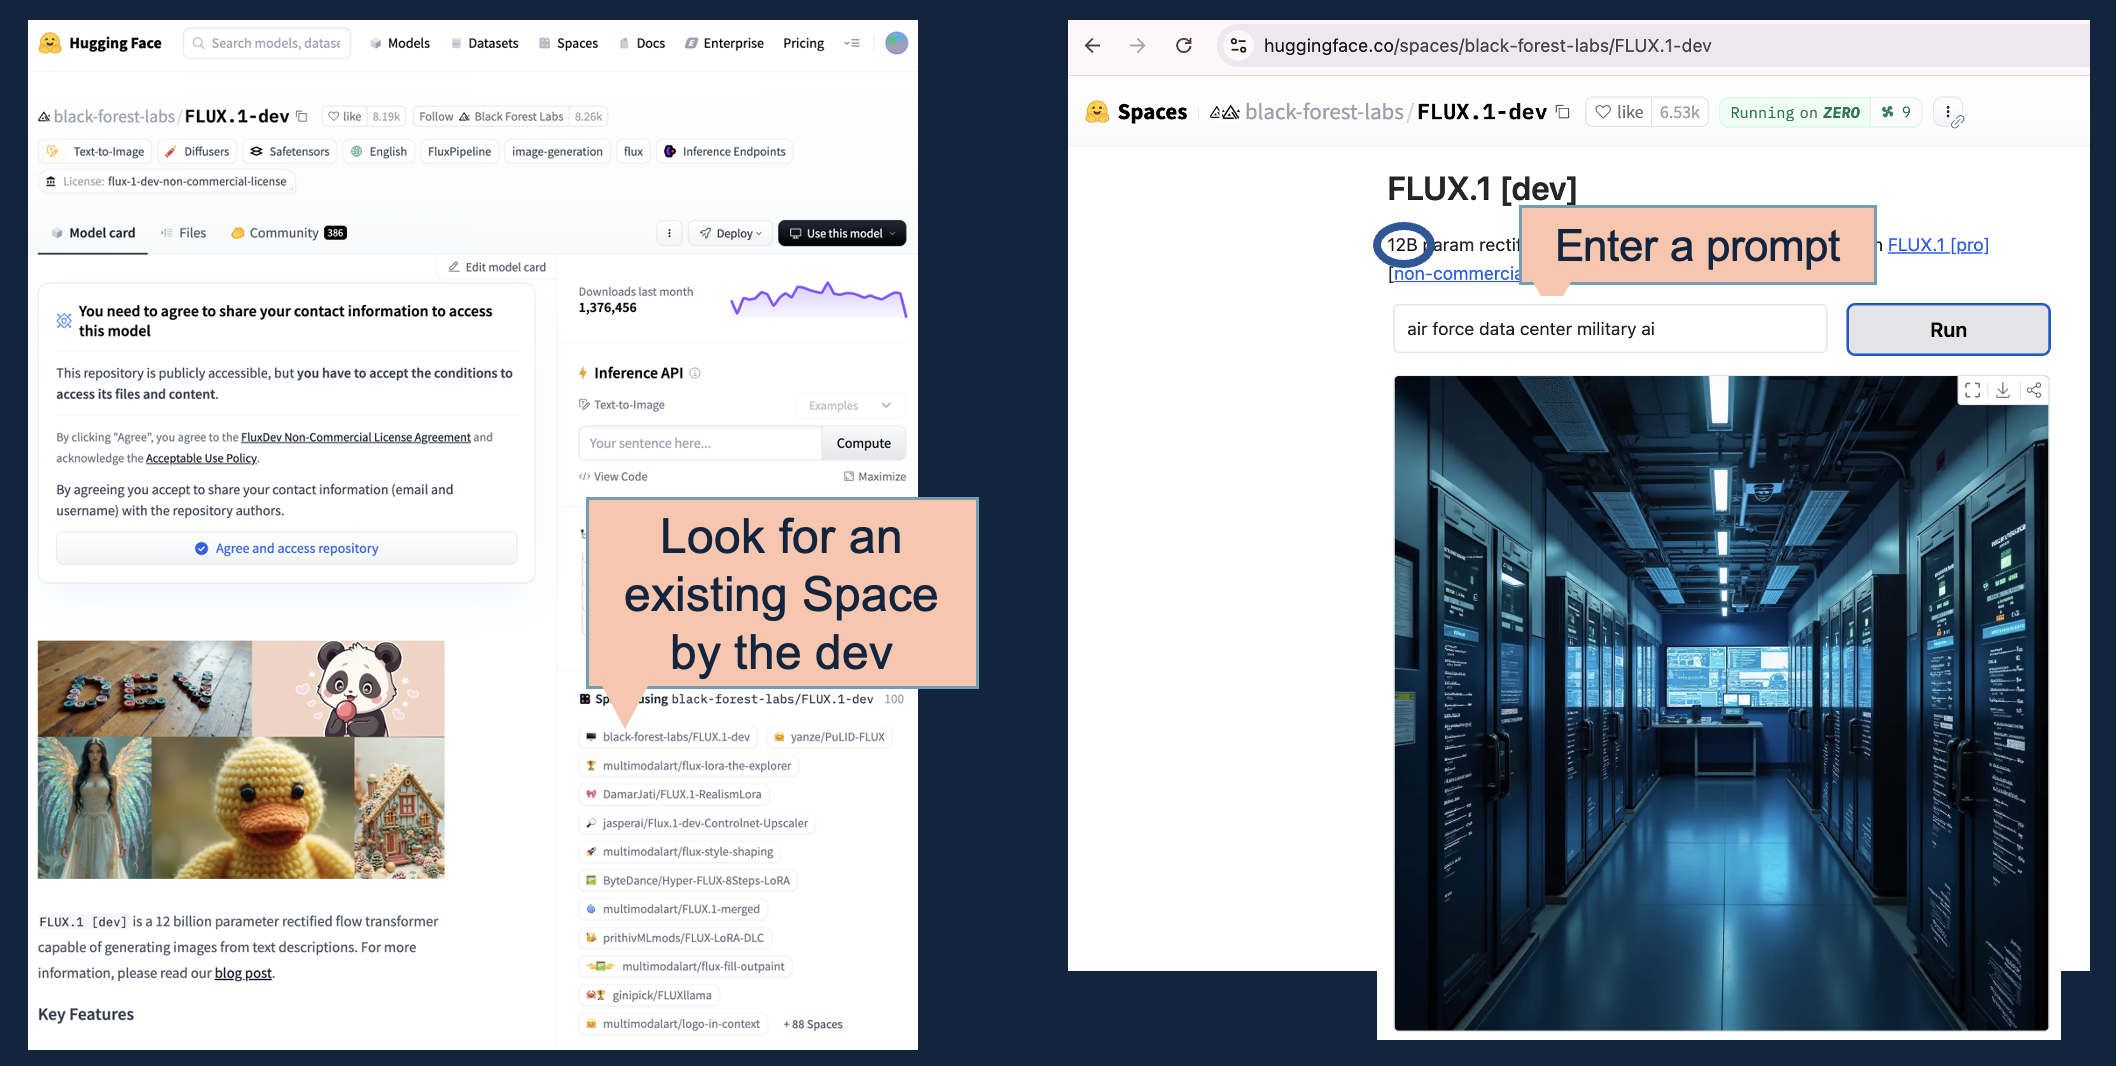 Hugging Face
Search models, datase
Models
Datasets
Spaces
Docs
Enterprise
Pricing
black-forest-labs/FLUX.1-dev
like 8.19k
Follow Black Forest Labs 8.26k
Text-to-Image
Diffusers
Safetensors
English
FluxPipeline
image-generation
flux
Inference Endpoints
License: flux-1-dev-non-commercial-license
Model card
Files
Community 386
Deploy
Use this model
Edit model card
You need to agree to share your contact information to access
this model
This repository is publicly accessible, but you have to accept the conditions to
access its files and content.
By clicking "Agree", you agree to the FluxDev Non-Commercial License Agreement and
acknowledge the Acceptable Use Policy.
By agreeing you accept to share your contact information (email and
username) with the repository authors.
Agree and access repository
DEV
FLUX.1 [dev] is a 12 billion parameter rectified flow transformer
capable of generating images from text descriptions. For more
information, please read our blog post.
Key Features
Downloads last month
1,376,456
Inference API
Text-to-Image
Examples
Your sentence here...
Compute
View Code
Maximize
Look for an
existing Space
by the dev
Sp using black-forest-labs/FLUX.1-dev 100
black-forest-labs/FLUX.1-dev
yanze/PuLID-FLUX
multimodalart/flux-lora-the-explorer
DamarJati/FLUX.1-RealismLora
jasperai/Flux.1-dev-Controlnet-Upscaler
multimodalart/flux-style-shaping
ByteDance/Hyper-FLUX-8Steps-LoRA
multimodalart/FLUX.1-merged
prithivMLmods/FLUX-LoRA-DLC
multimodalart/flux-fill-outpaint
ginipick/FLUXllama
multimodalart/logo-in-context
+ 88 Spaces
huggingface.co/spaces/black-forest-labs/FLUX.1-dev
Spaces
black-forest-labs/FLUX.1-dev
like 6.53k
Running on ZERO 9
FLUX.1 [dev]
12B param rectif
n FLUX.1 [pro]
[non-commercia
Enter a prompt
air force data center military ai
Run